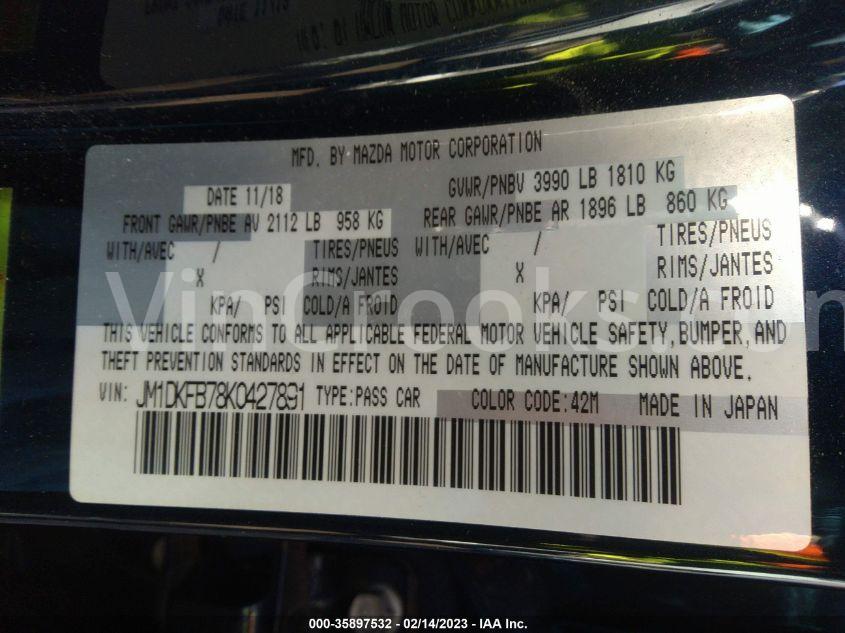 MFD. BY MAZDA MOTOR CORPORATION
DATE 11/18 GVWR/PNBV 3990 LB 1810 KG
FRONT GAWR/PNBE AV 2112 LB 958 KG REAR GAWR/PNBE AR 1896 LB 860 KG
WITH/AVEC / TIRES/PNEUS WITH/AVEC / TIRES/PNEUS
X RIMS/JANTES X RIMS/JANTES
KPA/ PSI COLD/A FROID KPA/ PSI COLD/A FROID
THIS VEHICLE CONFORMS TO ALL APPLICABLE FEDERAL MOTOR VEHICLE SAFETY, BUMPER, AND
THEFT PREVENTION STANDARDS IN EFFECT ON THE DATE OF MANUFACTURE SHOWN ABOVE.
VIN: JM1DKFB78K0427891 TYPE:PASS CAR COLOR CODE:42M MADE IN JAPAN
000-35897532 - 02/14/2023 - IAA Inc.